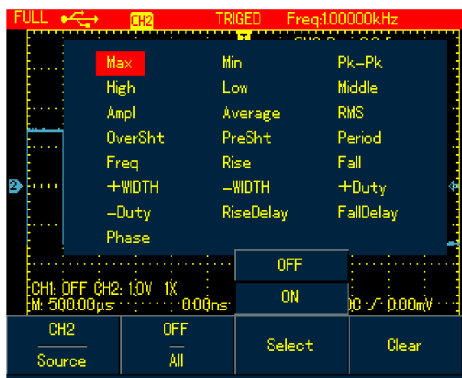 FULL CH2 TRIGED Freq:100000kHz
Max Min Pk-Pk
High Low Middle
Ampl Average RMS
OverSht PreSht Period
Freq Rise Fall
+WIDTH -WIDTH +Duty
-Duty RiseDelay FallDelay
Phase
2
OFF
ON
CH1: OFF CH2: 1.0V 1X
M: 500.00μs 0.00ns DC 0.00mV
CH2 OFF
Source All Select Clear